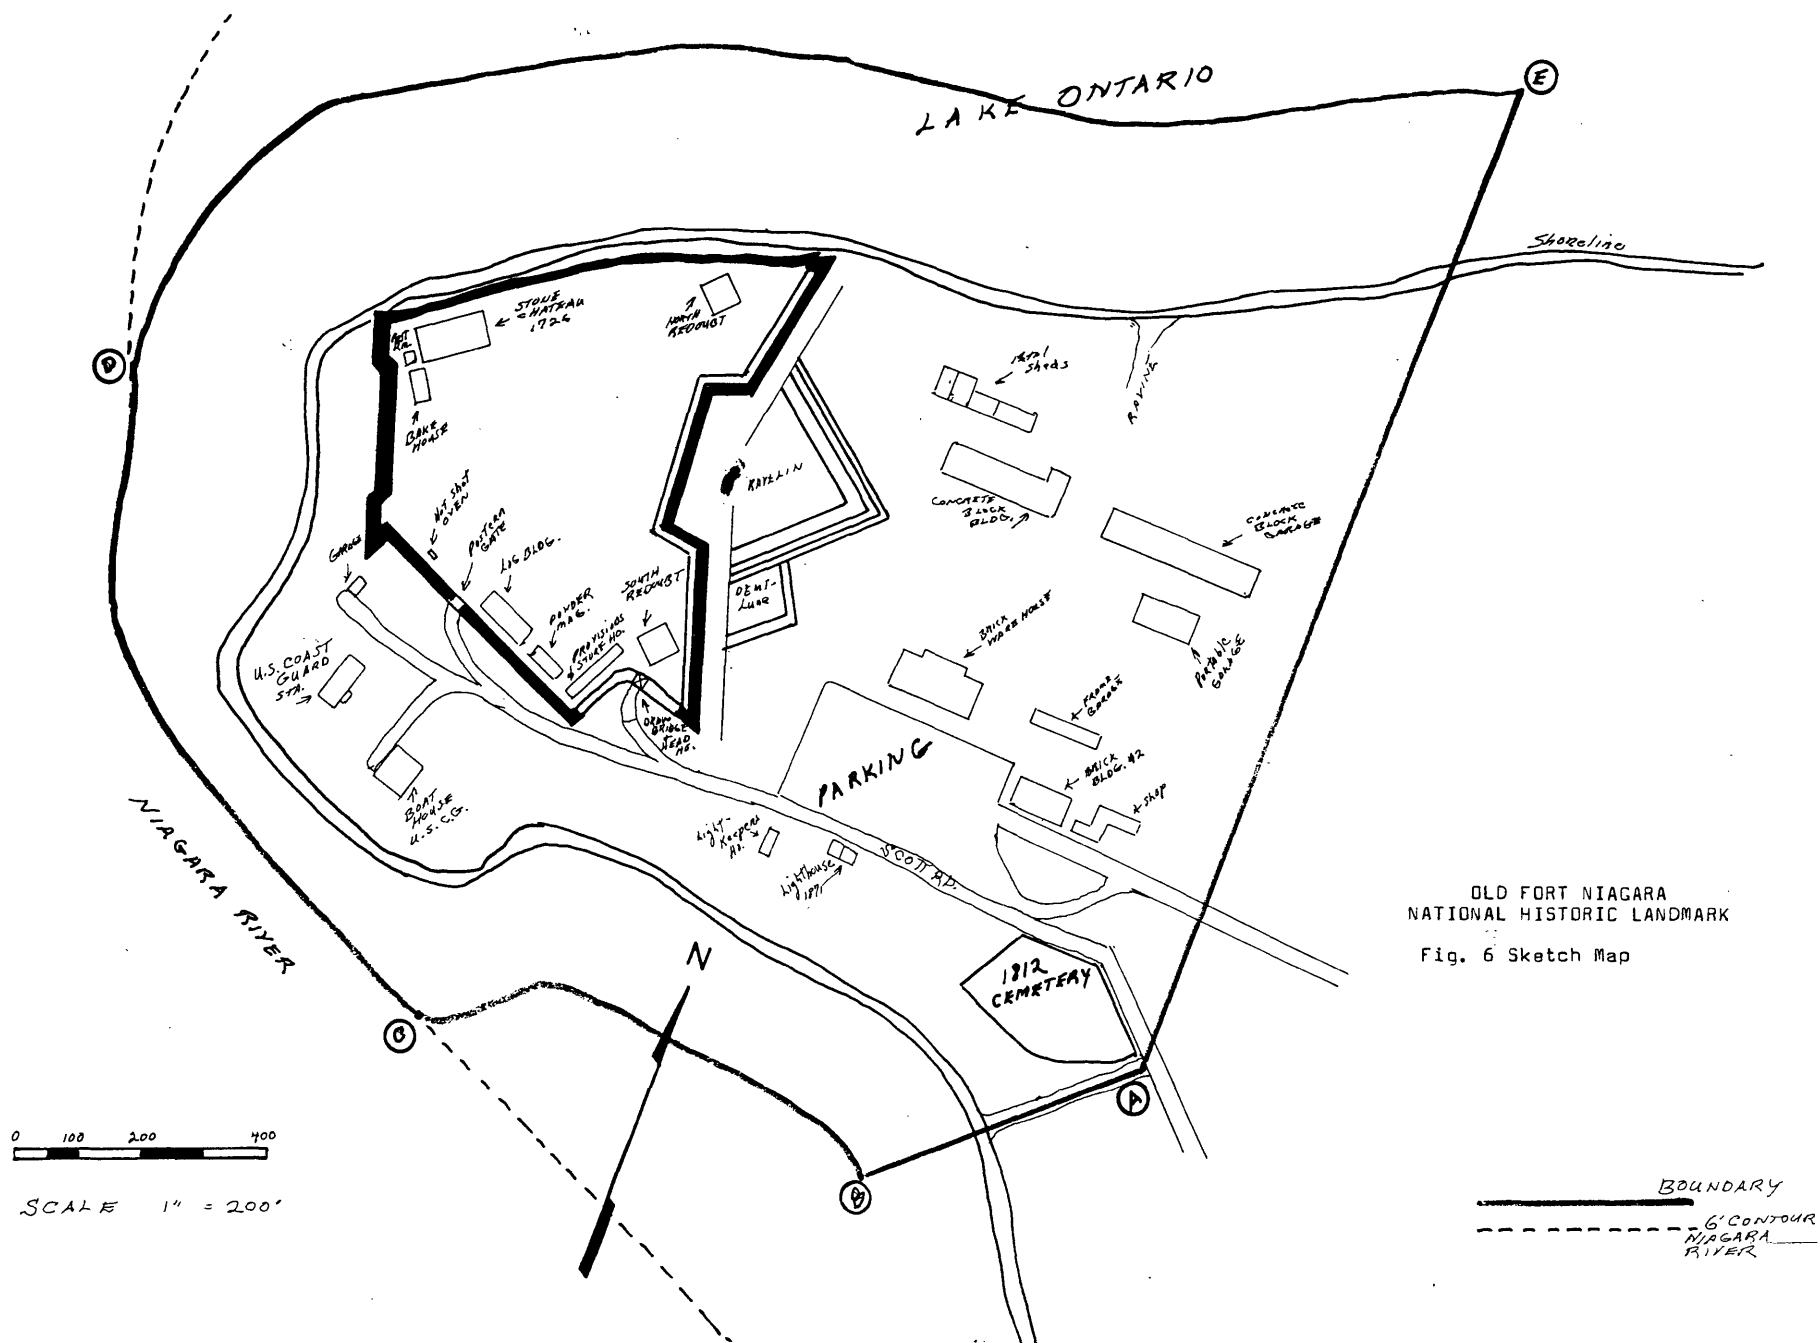 LAKE ONTARIO
E
Shoreline
STONE
CHATEAU
1726
NORTH
REDOUBT
Metal
Sheds
RAVINE
D
BAKE
HOUSE
RAVELIN
HOT Shot
OVEN
CONCRETE
BLOCK
BLDG.
CONCRETE
BLOCK
GARAGE
POSTERN
GATE
GARAGE
LOG BLDG.
SOUTH
REDOUBT
DEMI-
Lune
POWDER
MAG.
PROVISIONS
STORE HO.
BRICK
WAREHOUSE
PORTABLE
GARAGE
U.S. COAST
GUARD
STA.
FRAME
GARAGE
DRAW
BRIDGE
HEAD
HO.
PARKING
BRICK
BLDG. #2
Shop
BOAT
HOUSE
U.S.C.G.
Light-
Keepers
HO.
Lighthouse
1871
SCOTT RD.
NIAGARA RIVER
OLD FORT NIAGARA
NATIONAL HISTORIC LANDMARK
Fig. 6 Sketch Map
N
1812
CEMETERY
C
A
B
0 100 200 400
SCALE 1" = 200'
BOUNDARY
6' CONTOUR
NIAGARA
RIVER